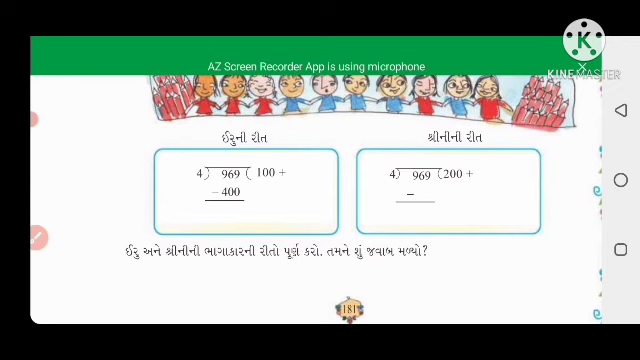 AZ Screen Recorder App is using microphone
K
KINEMASTER
ઈરુની રીત
શ્રીનીની રીત
4) 969 ( 100 +
– 400
4) 969 (200 +
–
ઈરુ અને શ્રીનીની ભાગાકારની રીતો પૂર્ણ કરો. તમને શું જવાબ મળ્યો?
181